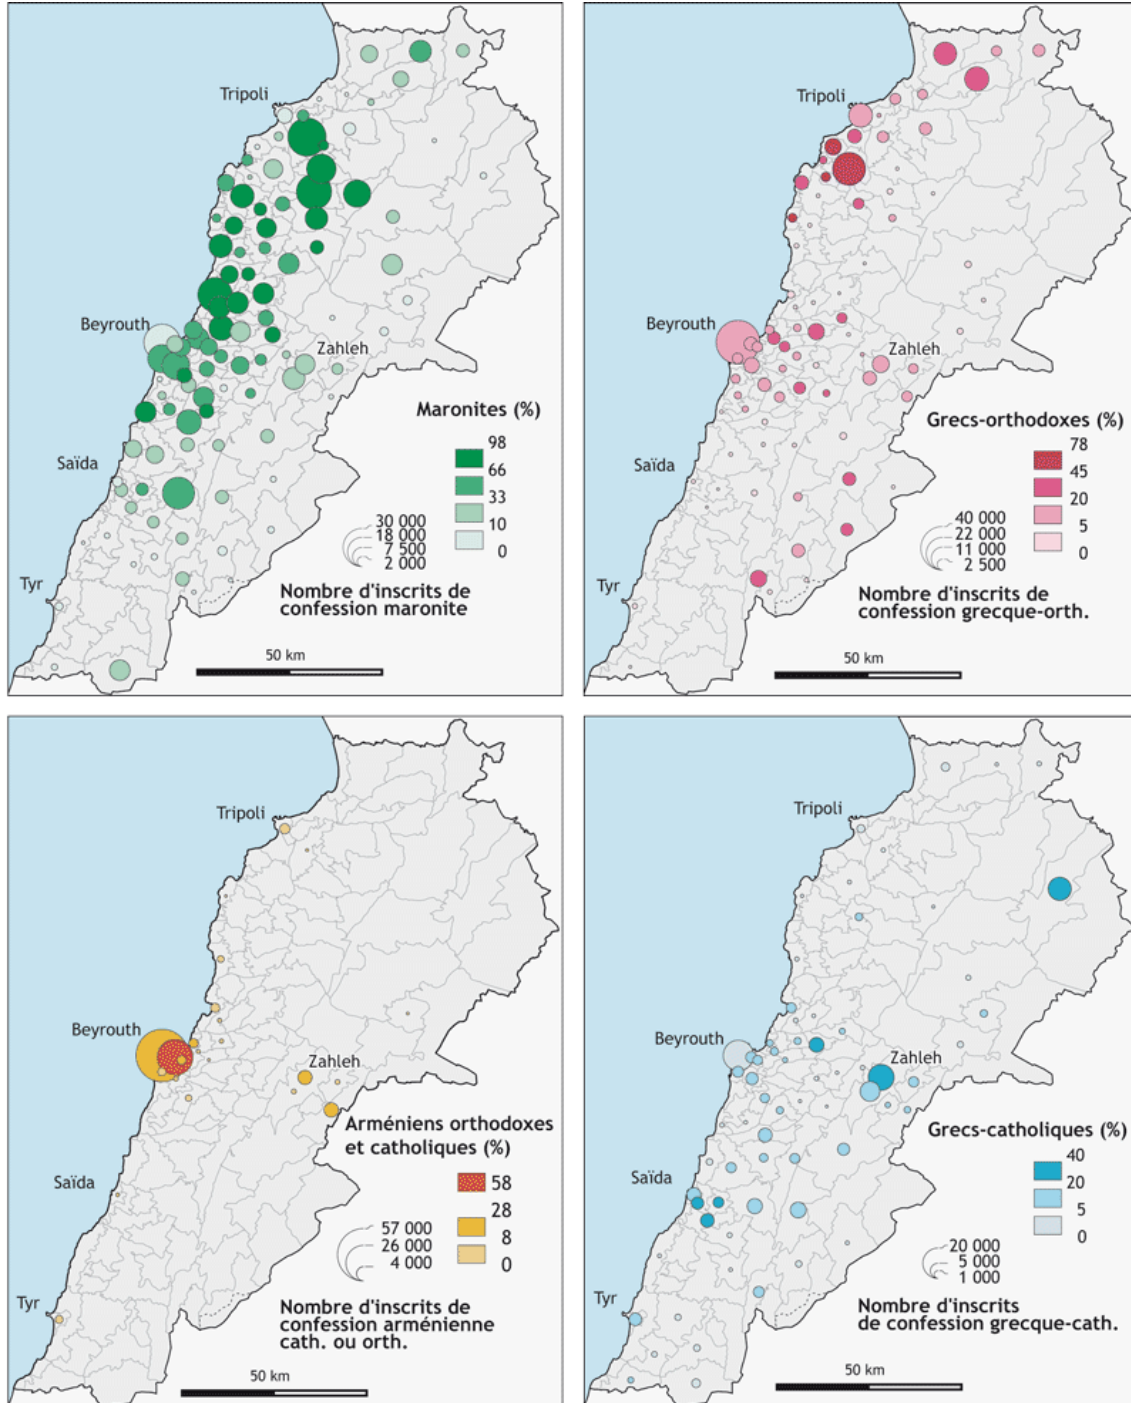 Tripoli
Beyrouth
Zahleh
Saïda
Tyr
Maronites (%)
98
66
33
10
0
30 000
18 000
7 500
2 000
Nombre d'inscrits de
confession maronite
50 km
Tripoli
Beyrouth
Zahleh
Saïda
Tyr
Grecs-orthodoxes (%)
78
45
20
5
0
40 000
22 000
11 000
2 500
Nombre d'inscrits de
confession grecque-orth.
50 km
Tripoli
Beyrouth
Zahleh
Saïda
Tyr
Arméniens orthodoxes
et catholiques (%)
58
28
8
0
57 000
26 000
4 000
Nombre d'inscrits de
confession arménienne
cath. ou orth.
50 km
Tripoli
Beyrouth
Zahleh
Saïda
Tyr
Grecs-catholiques (%)
40
20
5
0
20 000
5 000
1 000
Nombre d'inscrits
de confession grecque-cath.
50 km